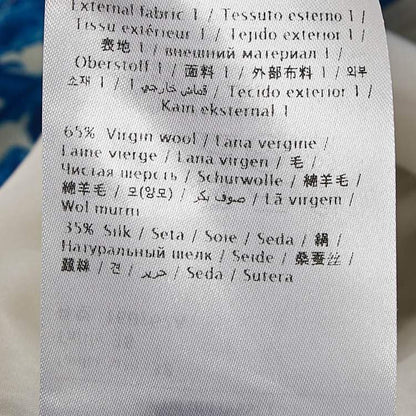 External fabric 1 / Tessuto esterno 1 /
Tissu extérieur 1 / Tejido exterior 1 /
表地 1 / внешний материал 1 /
Oberstoff 1 / 面料 1 / 外部布料 1 / 외부
소재 1 / قماش خارجي 1 / Tecido exterior 1 /
Kain eksternal 1
65% Virgin wool / Lana vergine /
Laine vierge / Lana virgen / 毛 /
Чистая шерсть / Schurwolle / 綿羊毛 /
綿羊毛 / 모(양모) / صوف بكر / Lã virgem /
Wol murni
35% Silk / Seta / Soie / Seda / 絹 /
Натуральный шелк / Seide / 桑蚕丝 /
蠶絲 / 견 / حرير / Seda / Sutera